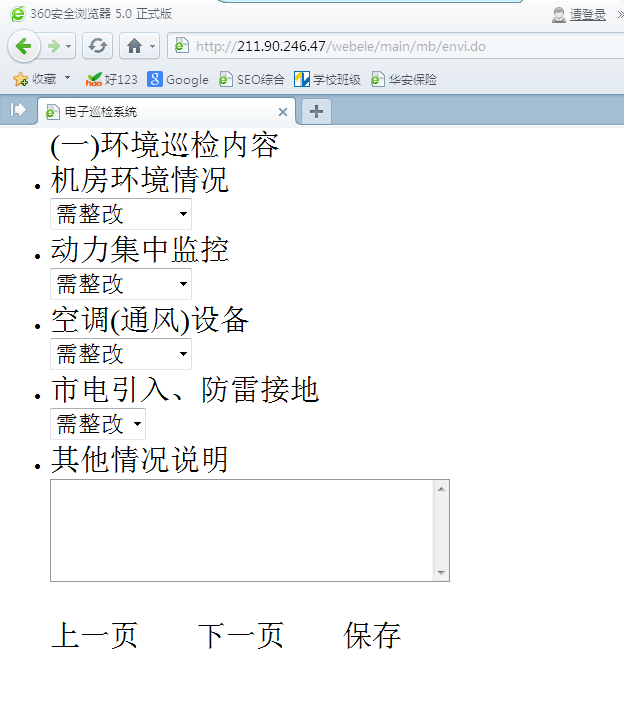 360安全浏览器 5.0 正式版
请登录 »
http://211.90.246.47/webele/main/mb/envi.do
收藏 hao 好123 Google SEO综合 学校班级 华安保险
电子巡检系统
(一)环境巡检内容
机房环境情况
需整改
动力集中监控
需整改
空调(通风)设备
需整改
市电引入、防雷接地
需整改
其他情况说明
上一页 下一页 保存